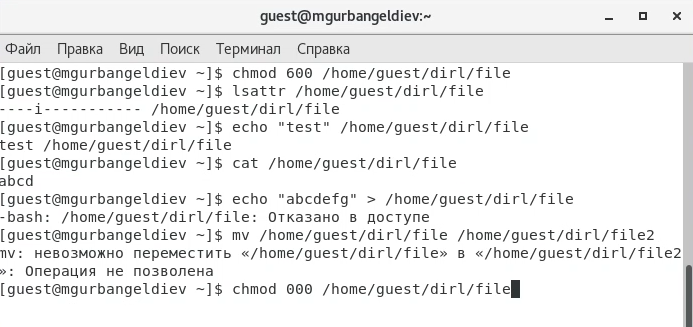 guest@mgurbangeldiev:~
Файл Правка Вид Поиск Терминал Справка
[guest@mgurbangeldiev ~]$ chmod 600 /home/guest/dirl/file
[guest@mgurbangeldiev ~]$ lsattr /home/guest/dirl/file
----i----------- /home/guest/dirl/file
[guest@mgurbangeldiev ~]$ echo "test" /home/guest/dirl/file
test /home/guest/dirl/file
[guest@mgurbangeldiev ~]$ cat /home/guest/dirl/file
abcd
[guest@mgurbangeldiev ~]$ echo "abcdefg" > /home/guest/dirl/file
-bash: /home/guest/dirl/file: Отказано в доступе
[guest@mgurbangeldiev ~]$ mv /home/guest/dirl/file /home/guest/dirl/file2
mv: невозможно переместить «/home/guest/dirl/file» в «/home/guest/dirl/file2
»: Операция не позволена
[guest@mgurbangeldiev ~]$ chmod 000 /home/guest/dirl/file